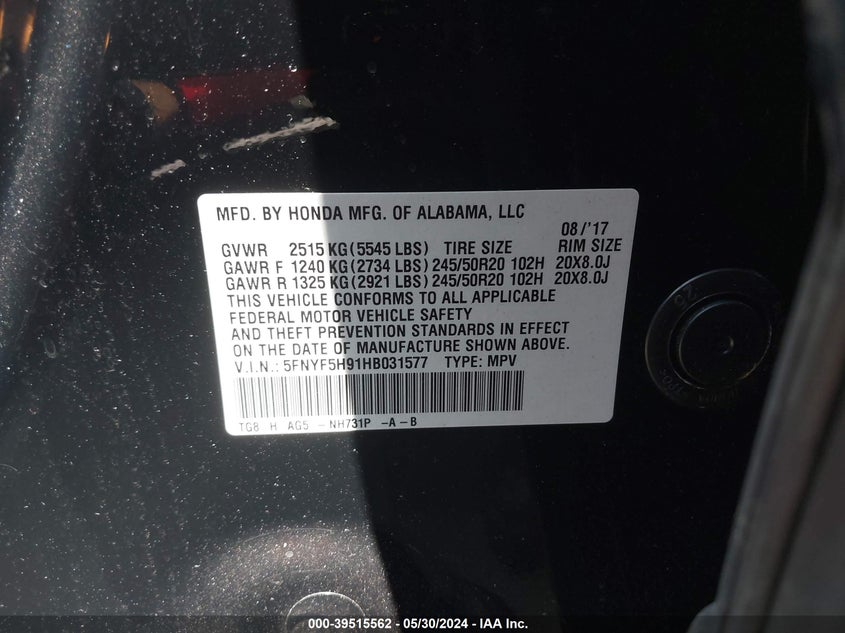 MFD. BY HONDA MFG. OF ALABAMA, LLC
08/'17
GVWR 2515 KG (5545 LBS) TIRE SIZE RIM SIZE
GAWR F 1240 KG (2734 LBS) 245/50R20 102H 20X8.0J
GAWR R 1325 KG (2921 LBS) 245/50R20 102H 20X8.0J
THIS VEHICLE CONFORMS TO ALL APPLICABLE
FEDERAL MOTOR VEHICLE SAFETY
AND THEFT PREVENTION STANDARDS IN EFFECT
ON THE DATE OF MANUFACTURE SHOWN ABOVE.
V.I.N.: 5FNYF5H91HB031577 TYPE: MPV
TG8 H AG5 -NH731P -A-B
25
000-39515562 - 05/30/2024 - IAA Inc.